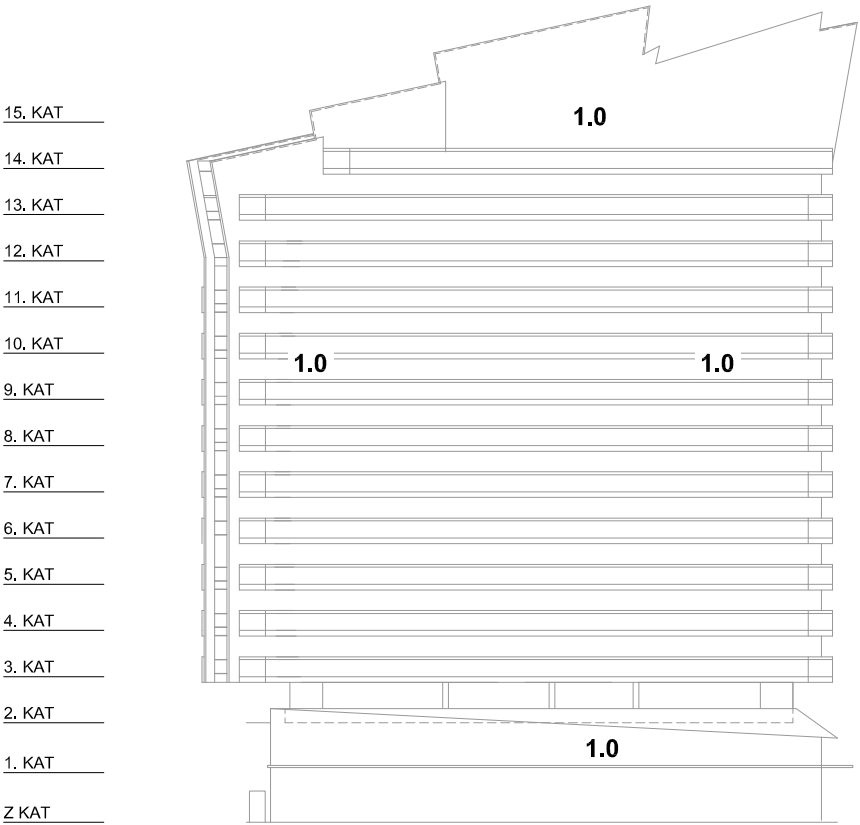 15. KAT
1.0
14. KAT
13. KAT
12. KAT
11. KAT
10. KAT
1.0 1.0
9. KAT
8. KAT
7. KAT
6. KAT
5. KAT
4. KAT
3. KAT
2. KAT
1.0
1. KAT
Z KAT